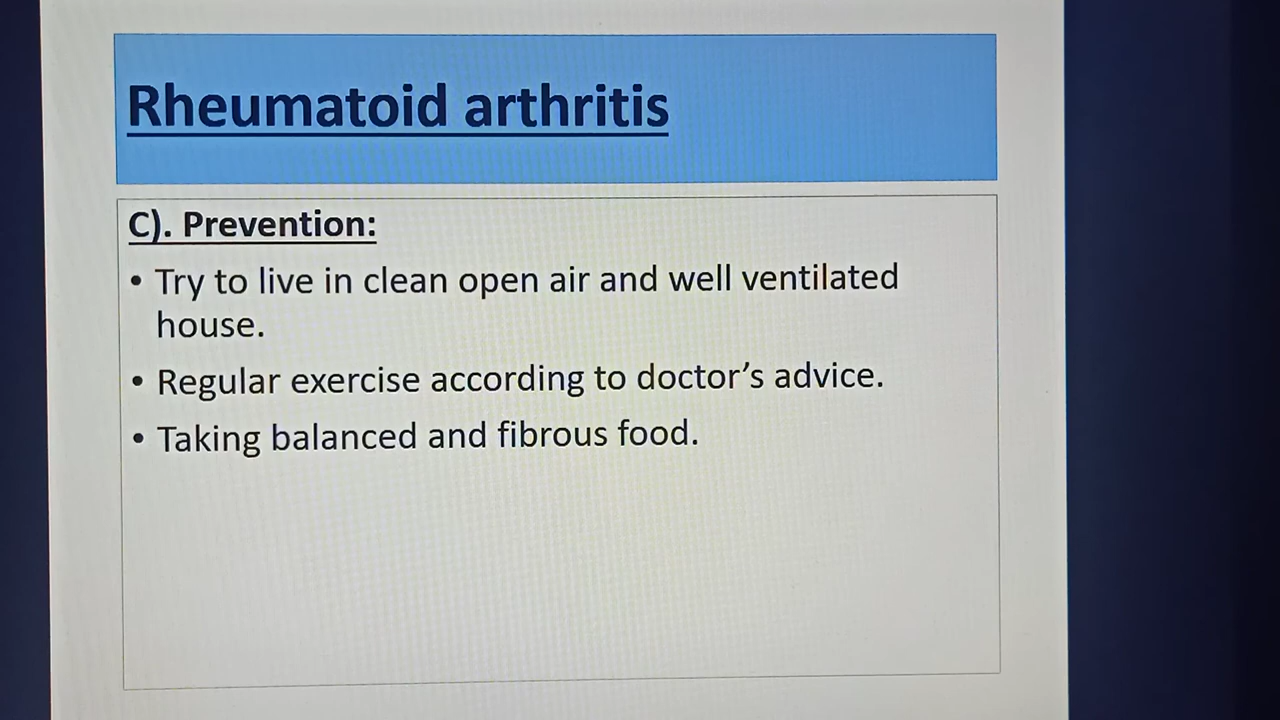 Rheumatoid arthritis
C). Prevention:
• Try to live in clean open air and well ventilated
house.
• Regular exercise according to doctor's advice.
• Taking balanced and fibrous food.